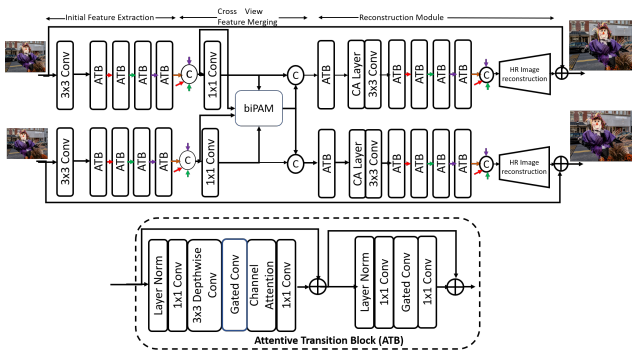 Initial Feature Extraction
Cross View
Feature Merging
Reconstruction Module
3x3 Conv
ATB
ATB
ATB
ATB
C
1x1 Conv
biPAM
C
ATB
CA Layer
3x3 Conv
ATB
ATB
ATB
ATB
C
HR Image
reconstruction
3x3 Conv
ATB
ATB
ATB
ATB
C
1x1 Conv
C
ATB
CA Layer
3x3 Conv
ATB
ATB
ATB
ATB
C
HR Image
reconstruction
Layer Norm
1x1 Conv
3x3 Depthwise
Conv
Gated Conv
Channel
Attention
1x1 Conv
Layer Norm
1x1 Conv
Gated Conv
1x1 Conv
Attentive Transition Block (ATB)